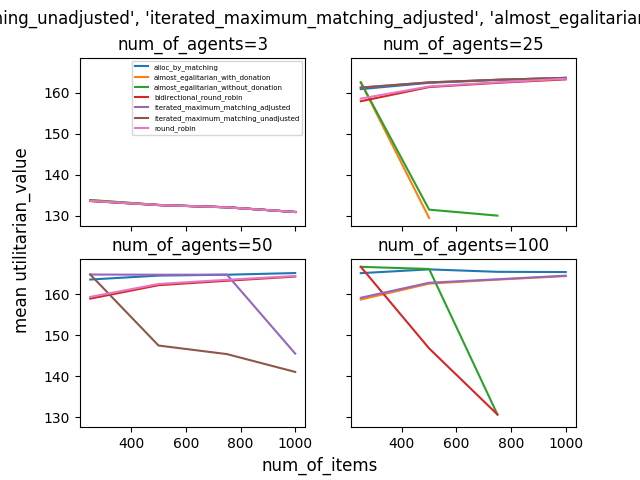 ning_unadjusted', 'iterated_maximum_matching_adjusted', 'almost_egalitarian
num_of_agents=3
num_of_agents=25
alloc_by_matching
almost_egalitarian_with_donation
almost_egalitarian_without_donation
bidirectional_round_robin
iterated_maximum_matching_adjusted
iterated_maximum_matching_unadjusted
round_robin
160
150
140
130
mean utilitarian_value
num_of_agents=50
num_of_agents=100
160
150
140
130
400 600 800 1000
400 600 800 1000
num_of_items